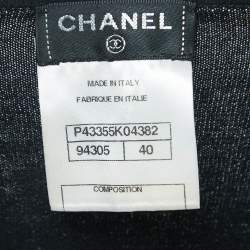 CHANEL
MADE IN ITALY
FABRIQUE EN ITALIE
P43355K04382
94305 40
COMPOSITION